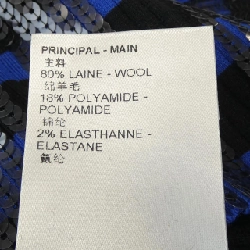 PRINCIPAL - MAIN
主料
80% LAINE - WOOL
绵羊毛
18% POLYAMIDE -
POLYAMIDE
锦纶
2% ELASTHANNE -
ELASTANE
氨纶